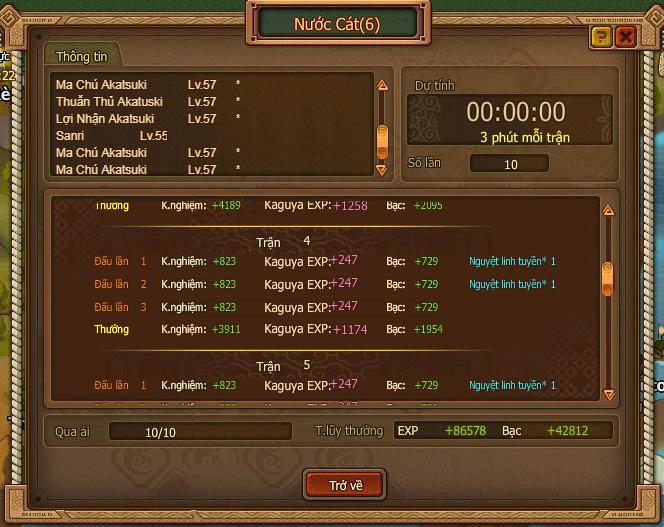 Nước Cát(6)
?
Thông tin
Ma Chú Akatsuki Lv.57 *
Thuẫn Thủ Akatuski Lv.57 *
Lợi Nhận Akatsuki Lv.57 *
Sanri Lv.55
Ma Chú Akatsuki Lv.57 *
Ma Chú Akatsuki Lv.57 *
Dự tính
00:00:00
3 phút mỗi trận
Số lần 10
Thưởng K.nghiệm: +4189 Kaguya EXP:+1258 Bạc: +2095
Trận 4
Đấu lần 1 K.nghiệm: +823 Kaguya EXP:+247 Bạc: +729 Nguyệt linh tuyền* 1
Đấu lần 2 K.nghiệm: +823 Kaguya EXP:+247 Bạc: +729 Nguyệt linh tuyền* 1
Đấu lần 3 K.nghiệm: +823 Kaguya EXP:+247 Bạc: +729
Thưởng K.nghiệm: +3911 Kaguya EXP:+1174 Bạc: +1954
Trận 5
Đấu lần 1 K.nghiệm: +823 Kaguya EXP:+247 Bạc: +729 Nguyệt linh tuyền* 1
Qua ải 10/10 T.lũy thưởng EXP +86578 Bạc +42812
Trở về